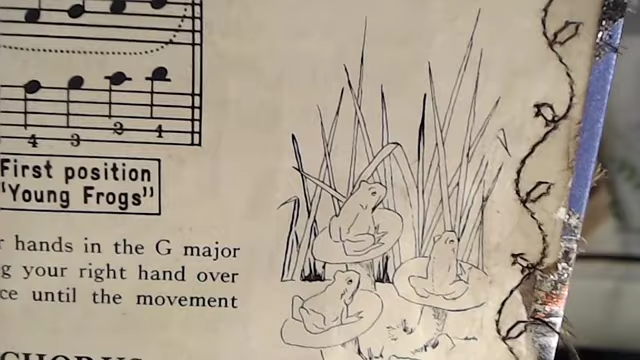 4 3 2 1
First position
"Young Frogs"
hands in the G major
your right hand over
until the movement